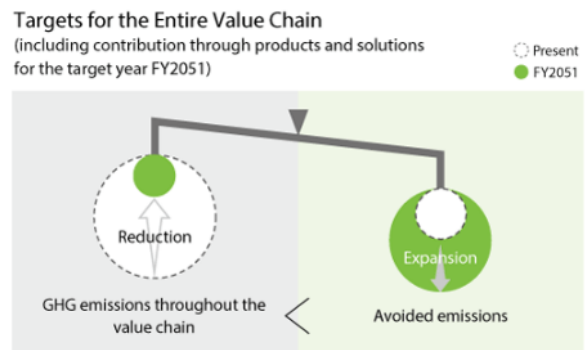 Targets for the Entire Value Chain
(including contribution through products and solutions
for the target year FY2051)
Present
FY2051
Reduction
Expansion
GHG emissions throughout the
value chain
<
Avoided emissions